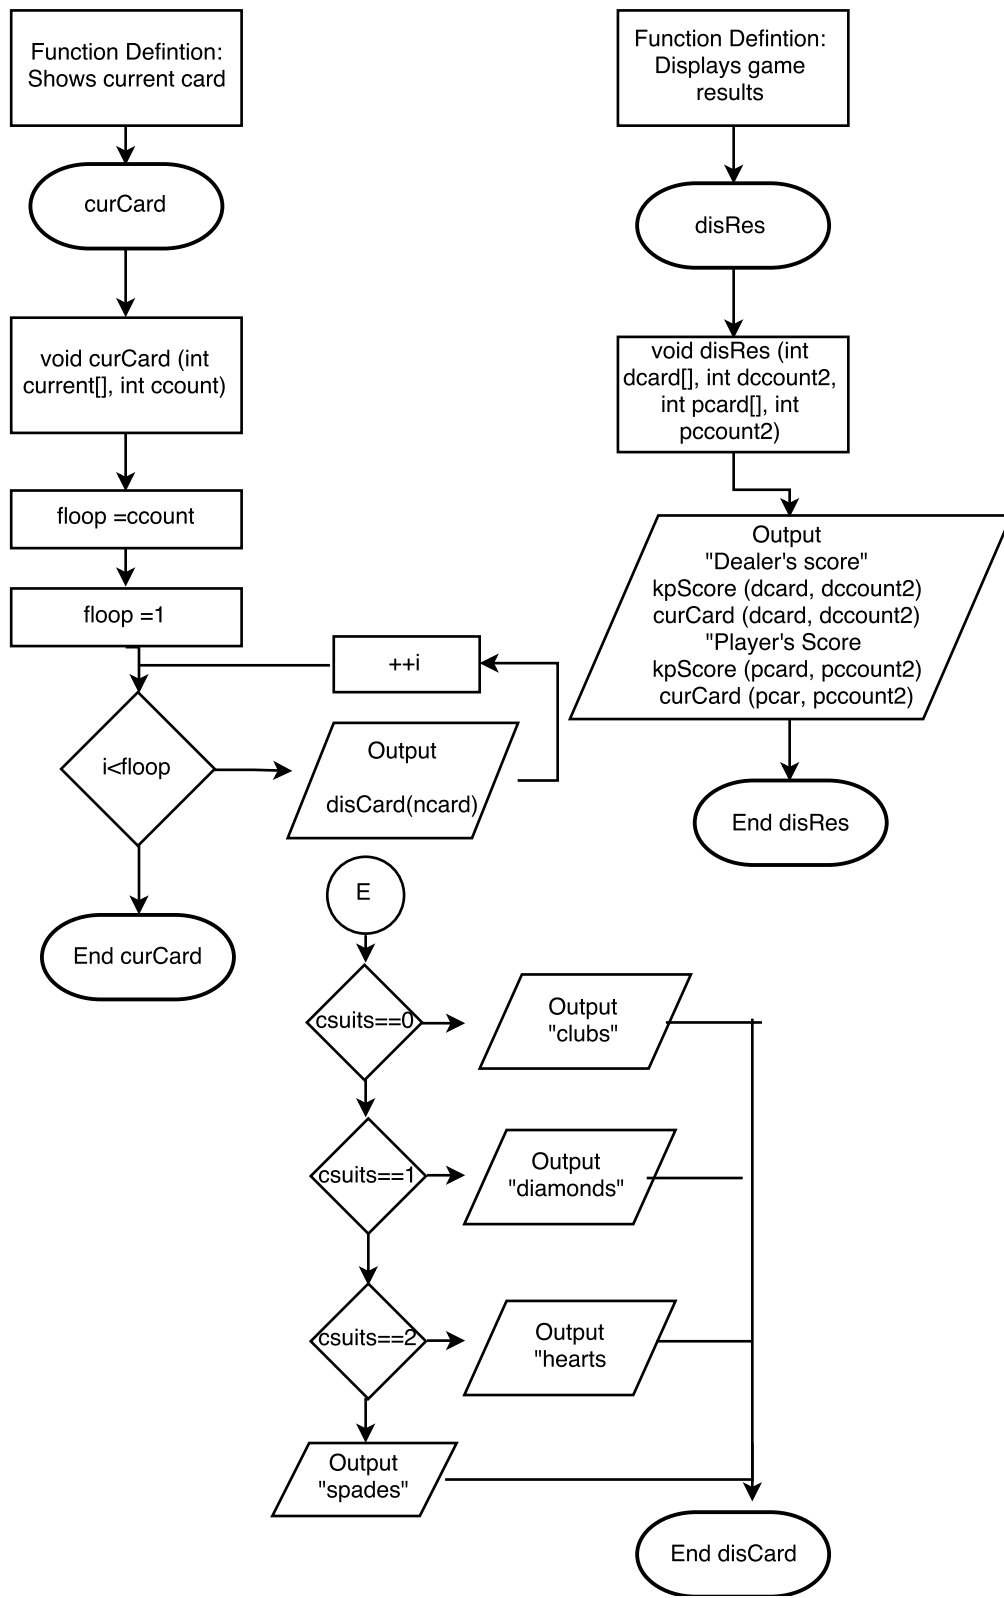 Function Defintion:
Shows current card
curCard
void curCard (int
current[], int ccount)
floop =ccount
floop =1
++i
i<floop
Output
disCard(ncard)
End curCard
Function Defintion:
Displays game
results
disRes
void disRes (int
dcard[], int dccount2,
int pcard[], int
pccount2)
Output
"Dealer's score"
kpScore (dcard, dccount2)
curCard (dcard, dccount2)
"Player's Score
kpScore (pcard, pccount2)
curCard (pcar, pccount2)
End disRes
E
csuits==0
Output
"clubs"
csuits==1
Output
"diamonds"
csuits==2
Output
"hearts
Output
"spades"
End disCard